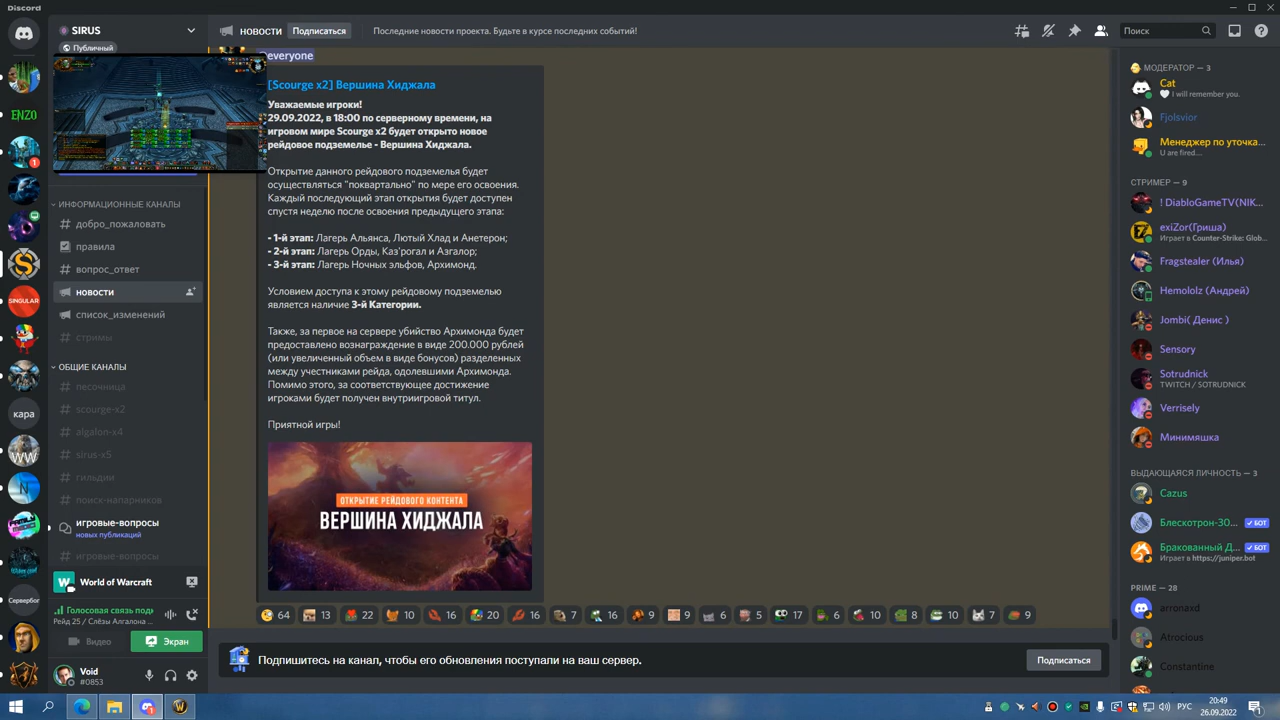 Discord
SIRUS
Публичный
НОВОСТИ
Подписаться
Последние новости проекта. Будьте в курсе последних событий!
Поиск
ENZO
1
SINGULAR
кара
WW
Сервербог
ИНФОРМАЦИОННЫЕ КАНАЛЫ
добро_пожаловать
правила
вопрос_ответ
новости
список_изменений
стримы
ОБЩИЕ КАНАЛЫ
песочница
scourge-x2
algalon-x4
sirus-x5
гильдии
поиск-напарников
игровые-вопросы
новых публикаций
игровые-вопросы
World of Warcraft
Голосовая связь подк
Рейд 25 / Слёзы Алгалона ...
Видео
Экран
Void
#0853
everyone
[Scourge x2] Вершина Хиджала
Уважаемые игроки!
29.09.2022, в 18:00 по серверному времени, на
игровом мире Scourge x2 будет открыто новое
рейдовое подземелье - Вершина Хиджала.
Открытие данного рейдового подземелья будет
осуществляться "поквартально" по мере его освоения.
Каждый последующий этап открытия будет доступен
спустя неделю после освоения предыдущего этапа:
- 1-й этап: Лагерь Альянса, Лютый Хлад и Анетерон;
- 2-й этап: Лагерь Орды, Каз'рогал и Азгалор;
- 3-й этап: Лагерь Ночных эльфов, Архимонд.
Условием доступа к этому рейдовому подземелью
является наличие 3-й Категории.
Также, за первое на сервере убийство Архимонда будет
предоставлено вознаграждение в виде 200.000 рублей
(или увеличенный объем в виде бонусов) разделенных
между участниками рейда, одолевшими Архимонда.
Помимо этого, за соответствующее достижение
игроками будет получен внутриигровой титул.
Приятной игры!
ОТКРЫТИЕ РЕЙДОВОГО КОНТЕНТА
ВЕРШИНА ХИДЖАЛА
64 13 22 10 16 20 16 7 16 9 9 6 5 17 6 10 8 10 7 9
Подпишитесь на канал, чтобы его обновления поступали на ваш сервер.
Подписаться
МОДЕРАТОР — 3
Cat
I will remember you.
Fjolsvior
Менеджер по уточка...
U are fired....
СТРИМЕР — 9
! DiabloGameTV(NIK...
exiZor(Гриша)
Играет в Counter-Strike: Glob...
Fragstealer (Илья)
Hemololz (Андрей)
Jombi( Денис )
Sensory
Sotrudnick
TWITCH / SOTRUDNICK
Verrisely
Минимяшка
ВЫДАЮЩАЯСЯ ЛИЧНОСТЬ — 3
Cazus
Блескотрон-30...
БОТ
Бракованный Д...
БОТ
Играет в https://juniper.bot
PRIME — 28
arronaxd
Atrocious
Constantine
РУС
20:49
26.09.2022
1